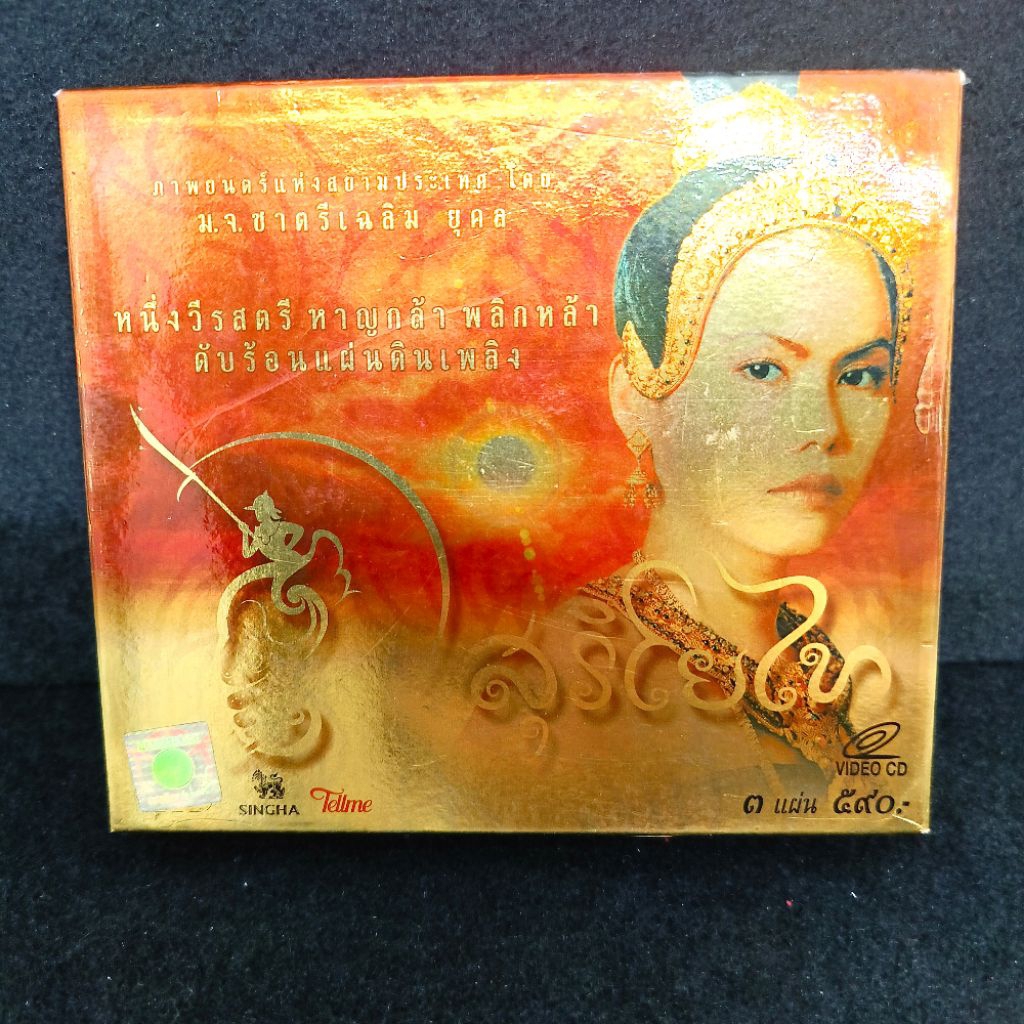 ภาพยนตร์แห่งสยามประเทศ โดย
ม.จ.ชาตรีเฉลิม ยุคล
หนึ่งวีรสตรี หาญกล้า พลิกหล้า
ดับร้อนแผ่นดินเพลิง
สุริโยไท
VIDEO CD
SINGHA
Tellme
๓ แผ่น ๕๙๐.-